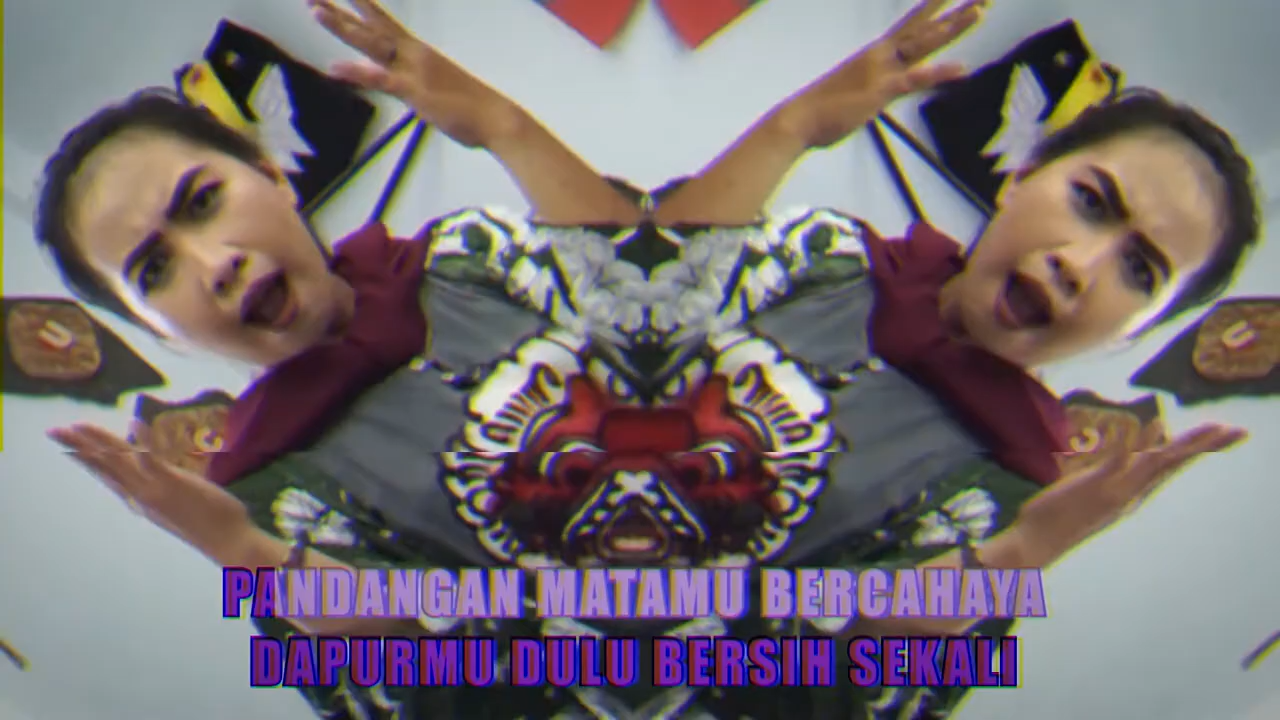 U
U
PANDANGAN MATAMU BERCAHAYA
DAPURMU DULU BERSIH SEKALI